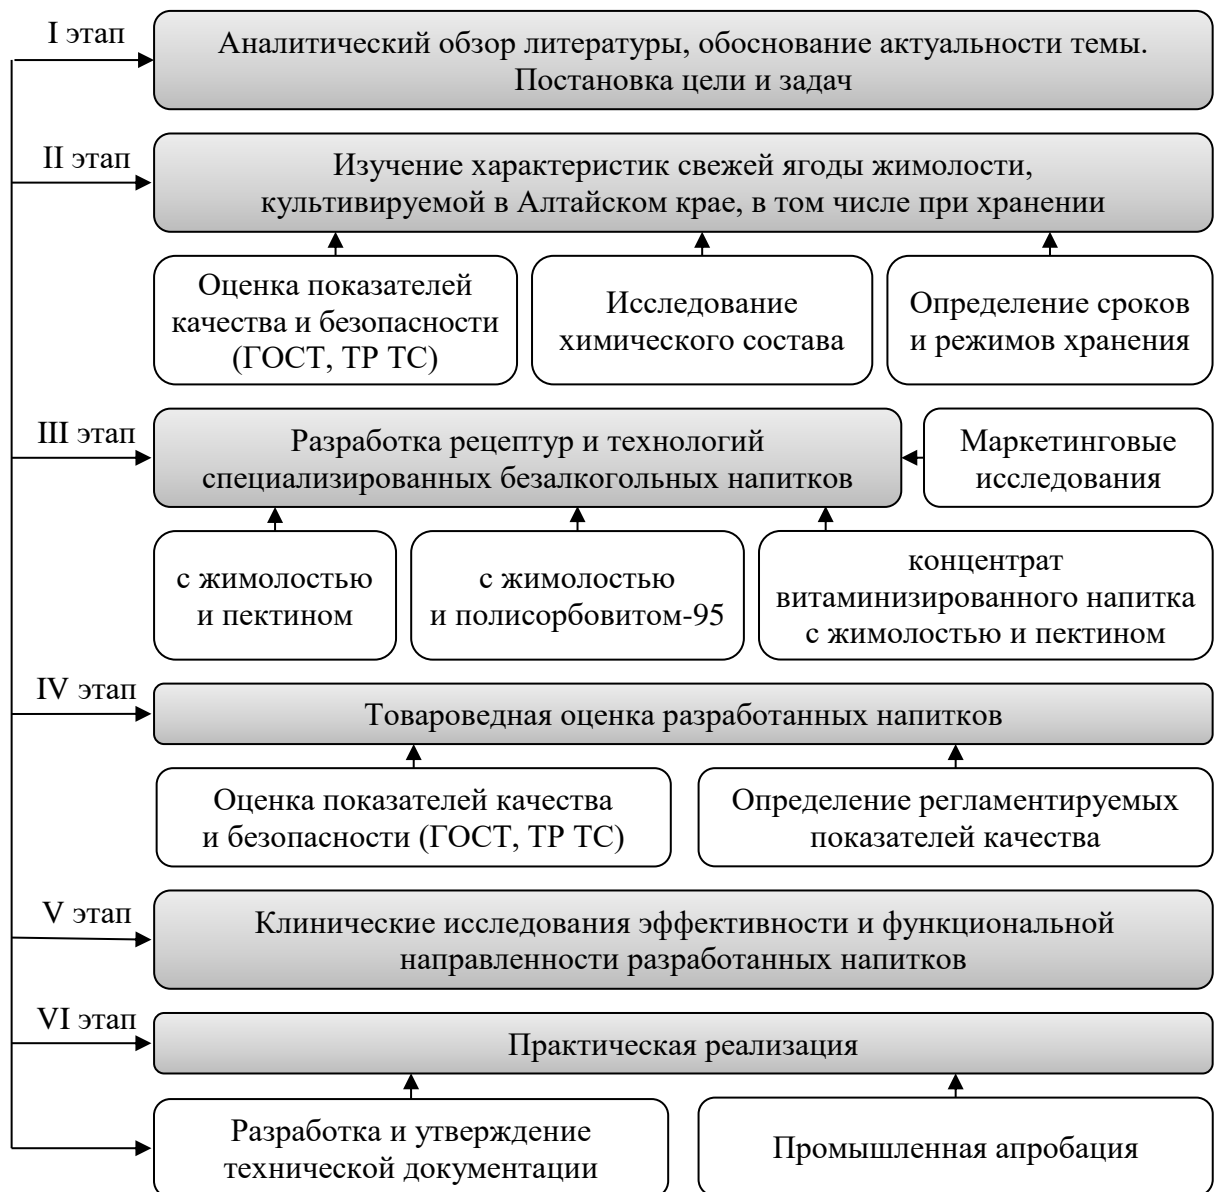 I этап
Аналитический обзор литературы, обоснование актуальности темы.
Постановка цели и задач
II этап
Изучение характеристик свежей ягоды жимолости,
культивируемой в Алтайском крае, в том числе при хранении
Оценка показателей
качества и безопасности
(ГОСТ, ТР ТС)
Исследование
химического состава
Определение сроков
и режимов хранения
III этап
Разработка рецептур и технологий
специализированных безалкогольных напитков
Маркетинговые
исследования
с жимолостью
и пектином
с жимолостью
и полисорбовитом-95
концентрат
витаминизированного напитка
с жимолостью и пектином
IV этап
Товароведная оценка разработанных напитков
Оценка показателей качества
и безопасности (ГОСТ, ТР ТС)
Определение регламентируемых
показателей качества
V этап
Клинические исследования эффективности и функциональной
направленности разработанных напитков
VI этап
Практическая реализация
Разработка и утверждение
технической документации
Промышленная апробация